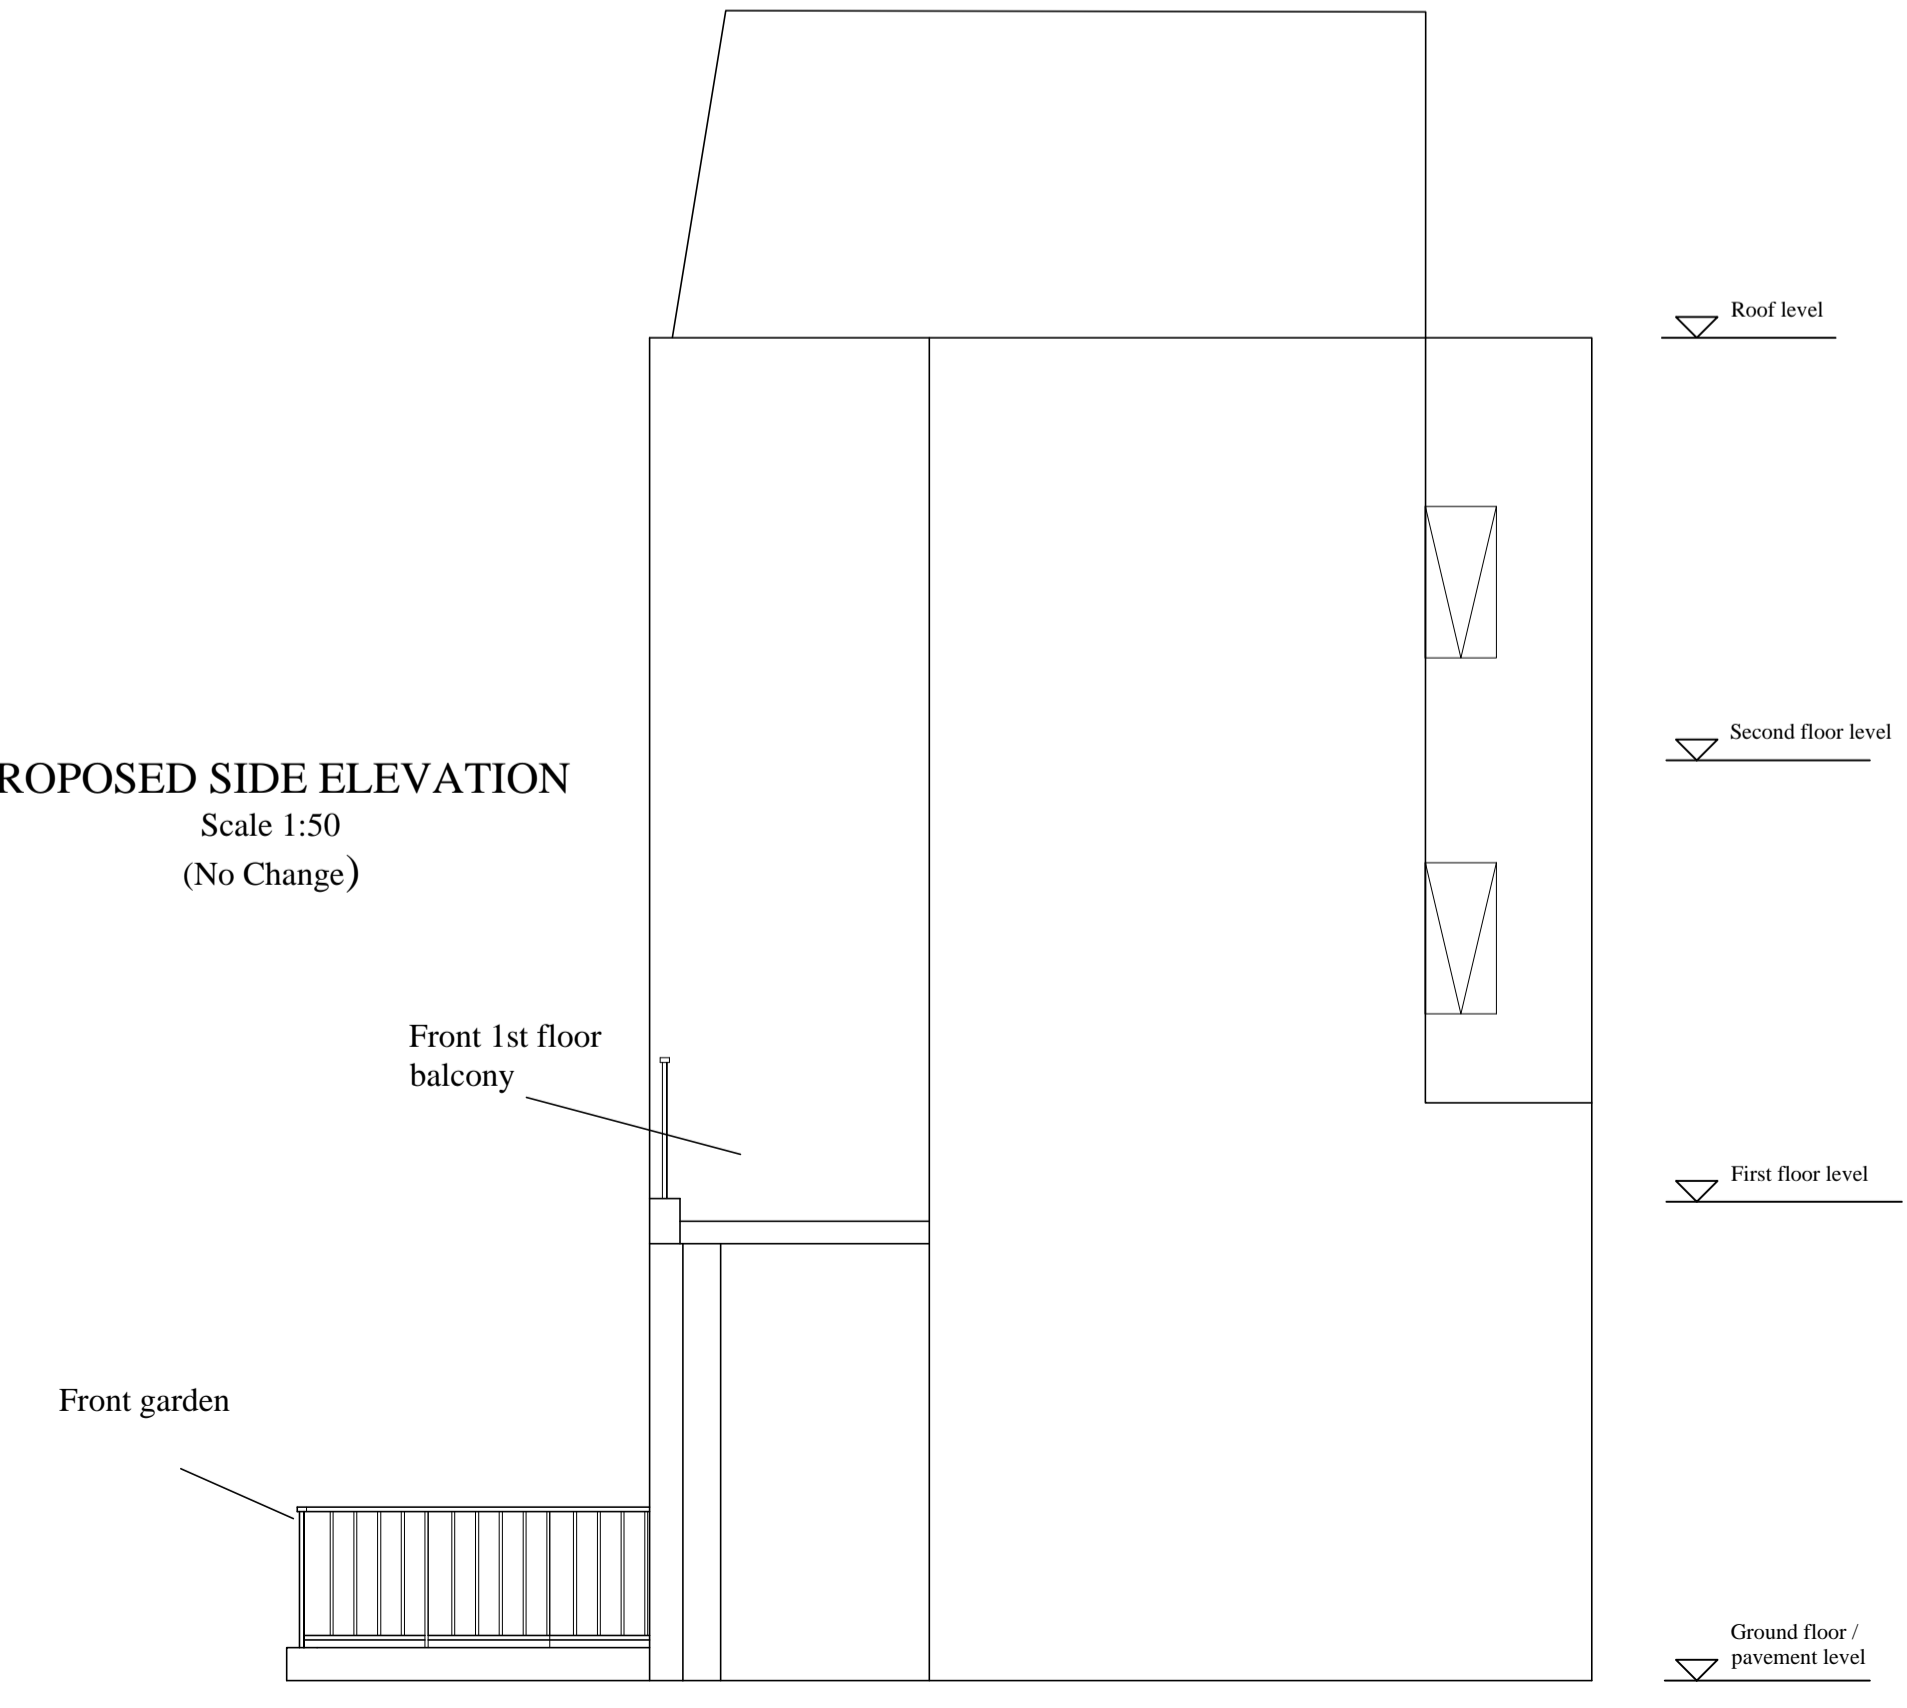 Roof level
Second floor level
ROPOSED SIDE ELEVATION
Scale 1:50
(No Change)
Front 1st floor
balcony
First floor level
Front garden
Ground floor /
pavement level